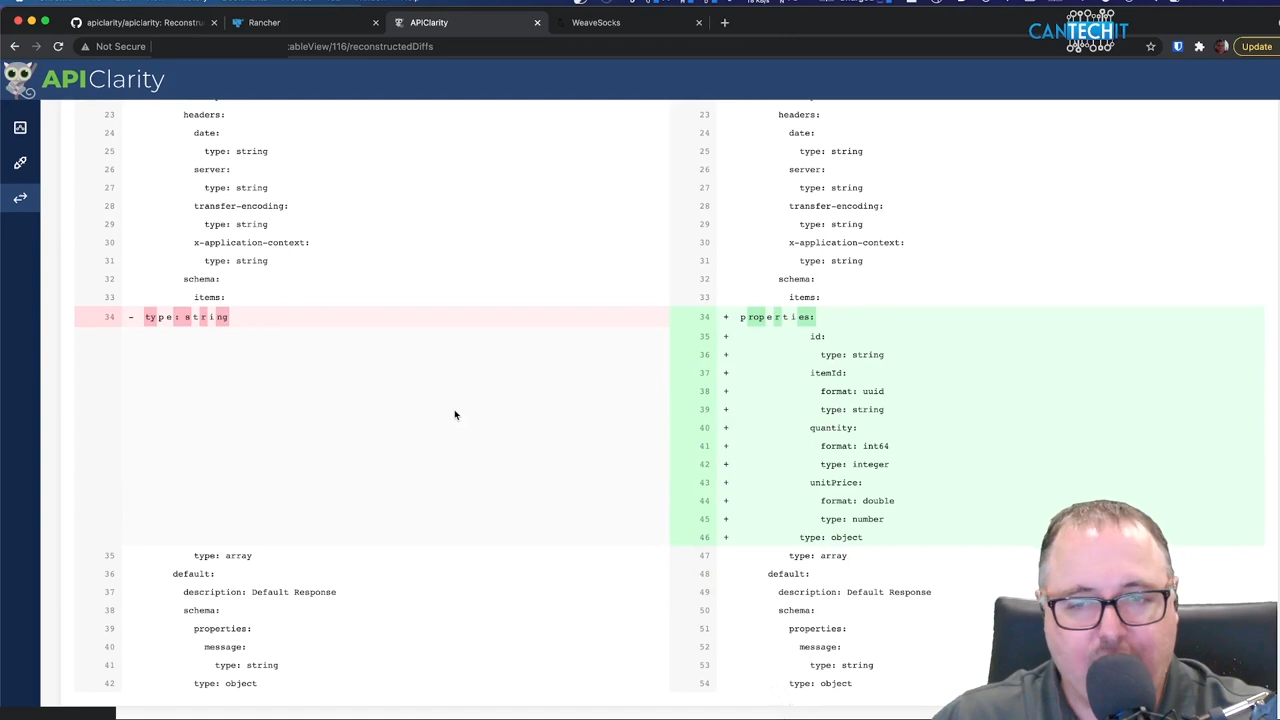 apiclarity/apiclarity: Reconstru
Rancher
APIClarity
WeaveSocks
Not Secure
:ableView/116/reconstructedDiffs
CANTECHIT
Update
APIClarity
23 headers: 23 headers:
24 date: 24 date:
25 type: string 25 type: string
26 server: 26 server:
27 type: string 27 type: string
28 transfer-encoding: 28 transfer-encoding:
29 type: string 29 type: string
30 x-application-context: 30 x-application-context:
31 type: string 31 type: string
32 schema: 32 schema:
33 items: 33 items:
34 - type: string 34 + properties:
35 + id:
36 + type: string
37 + itemId:
38 + format: uuid
39 + type: string
40 + quantity:
41 + format: int64
42 + type: integer
43 + unitPrice:
44 + format: double
45 + type: number
46 + type: object
35 type: array 47 type: array
36 default: 48 default:
37 description: Default Response 49 description: Default Response
38 schema: 50 schema:
39 properties: 51 properties:
40 message: 52 message:
41 type: string 53 type: string
42 type: object 54 type: object